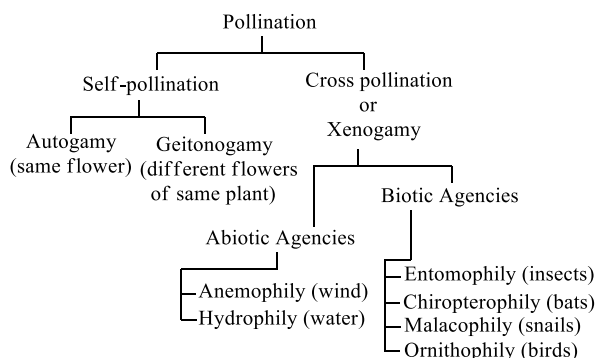 Pollination
Self-pollination
Cross pollination
or
Xenogamy
Autogamy
(same flower)
Geitonogamy
(different flowers
of same plant)
Abiotic Agencies
Anemophily (wind)
Hydrophily (water)
Biotic Agencies
Entomophily (insects)
Chiropterophily (bats)
Malacophily (snails)
Ornithophily (birds)